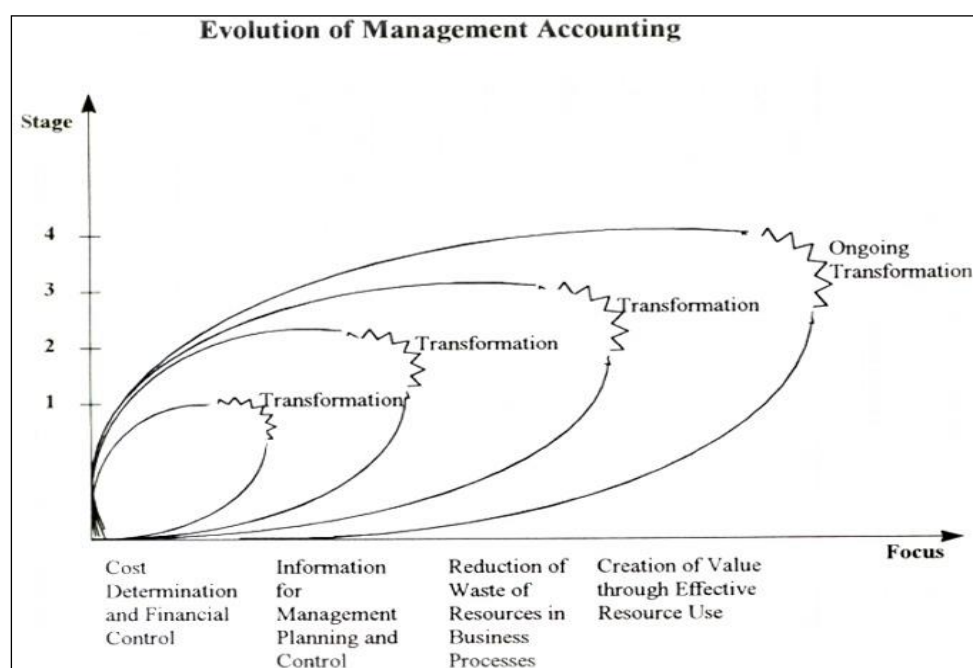 Evolution of Management Accounting
Stage
4
Ongoing
Transformation
3
Transformation
2
Transformation
1
Transformation
Focus
Cost
Determination
and Financial
Control
Information
for
Management
Planning and
Control
Reduction of
Waste of
Resources in
Business
Processes
Creation of Value
through Effective
Resource Use